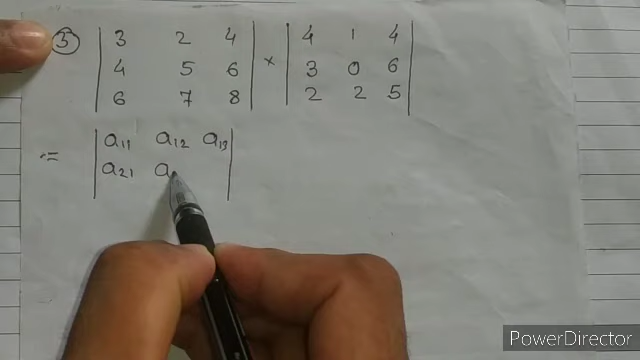 ③ | 3 2 4 | × | 4 1 4 |
| 4 5 6 | | 3 0 6 |
| 6 7 8 | | 2 2 5 |
= | a₁₁ a₁₂ a₁₃ |
| a₂₁ a |
PowerDirector